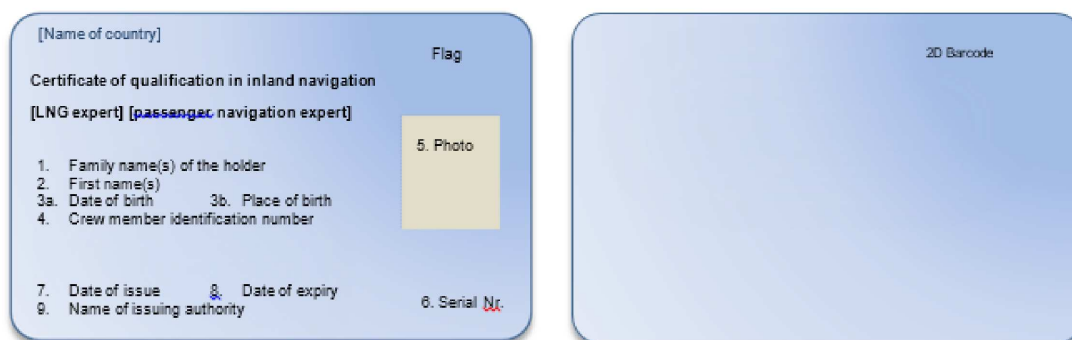 [Name of country]
Flag
Certificate of qualification in inland navigation
[LNG expert] [passenger navigation expert]
5. Photo
1. Family name(s) of the holder
2. First name(s)
3a. Date of birth 3b. Place of birth
4. Crew member identification number
7. Date of issue 8. Date of expiry
9. Name of issuing authority
6. Serial Nr.
2D Barcode